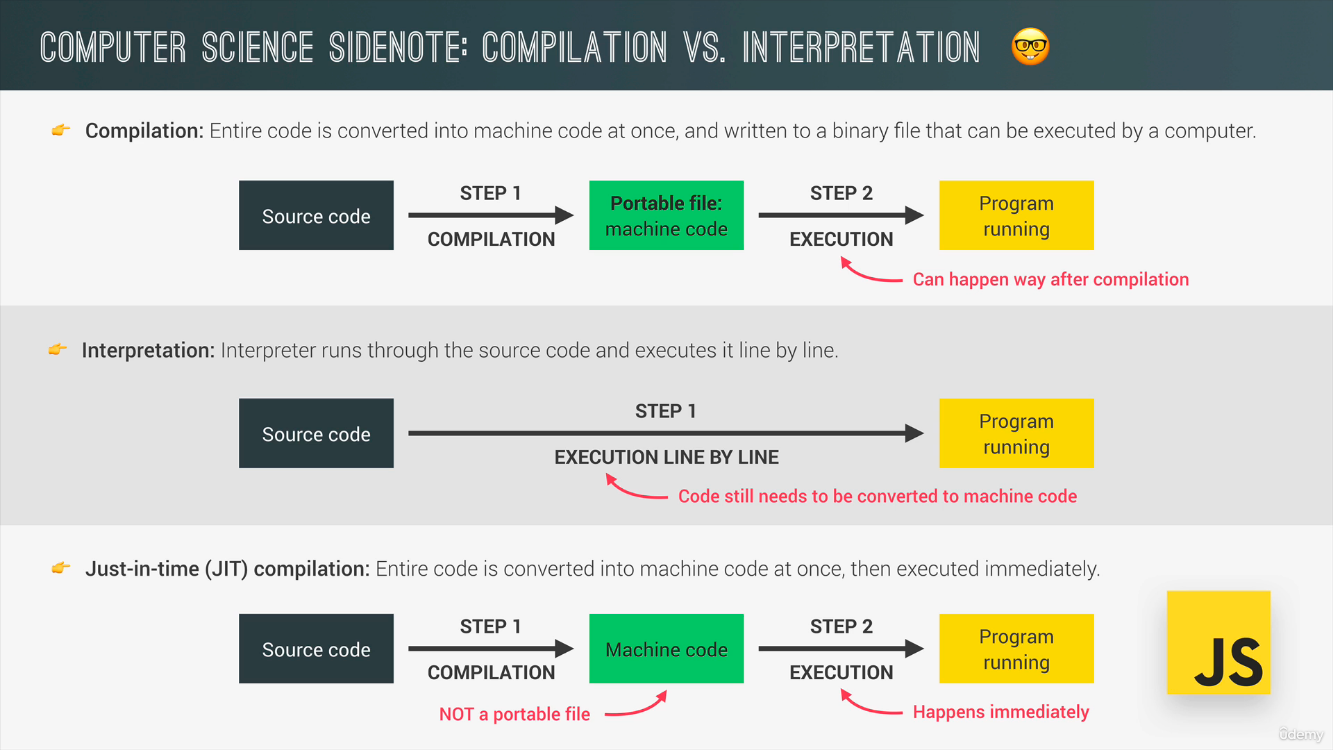 COMPUTER SCIENCE SIDENOTE: COMPILATION VS. INTERPRETATION
Compilation: Entire code is converted into machine code at once, and written to a binary file that can be executed by a computer.
Source code
STEP 1
COMPILATION
Portable file:
machine code
STEP 2
EXECUTION
Program
running
Can happen way after compilation
Interpretation: Interpreter runs through the source code and executes it line by line.
Source code
STEP 1
EXECUTION LINE BY LINE
Program
running
Code still needs to be converted to machine code
Just-in-time (JIT) compilation: Entire code is converted into machine code at once, then executed immediately.
Source code
STEP 1
COMPILATION
Machine code
STEP 2
EXECUTION
Program
running
NOT a portable file
Happens immediately
JS
ûdemy